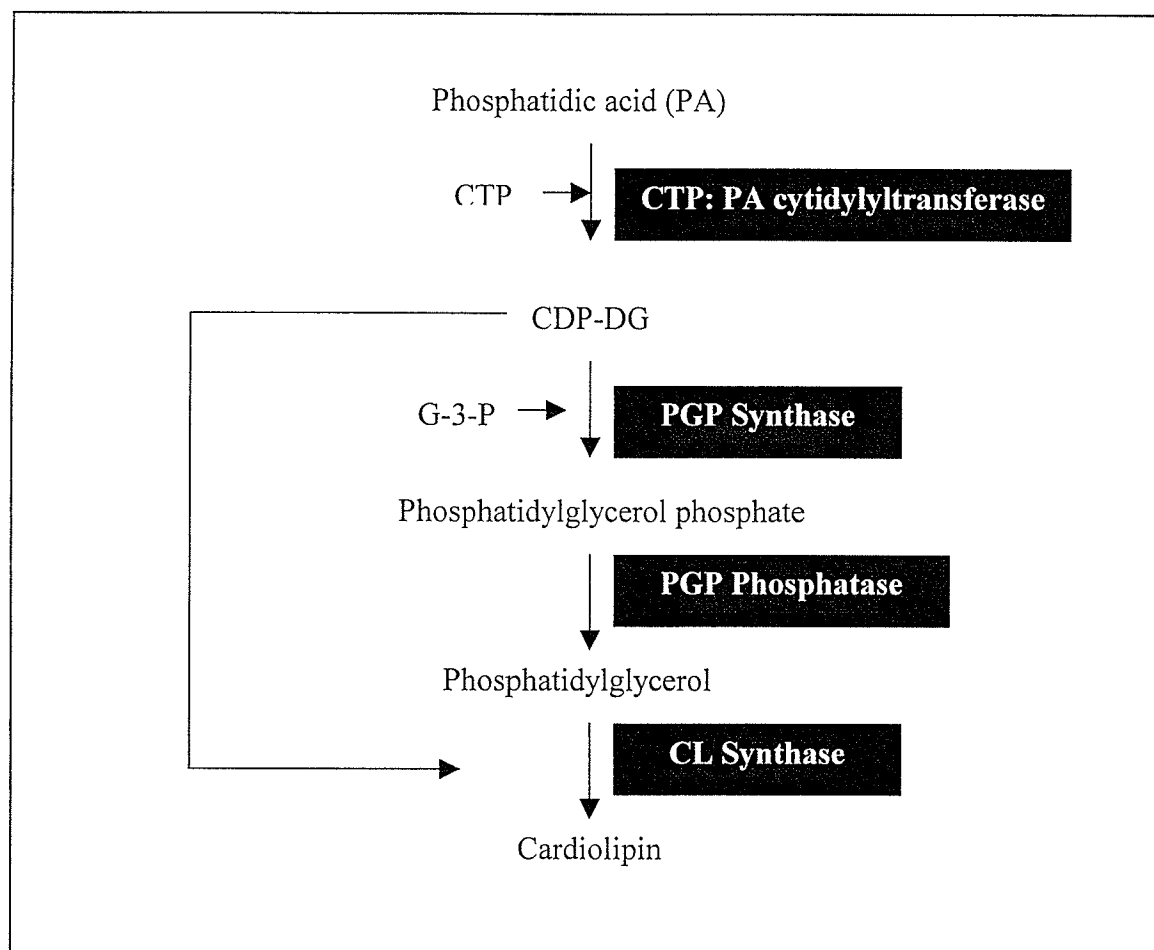 Phosphatidic acid (PA)
CTP
CTP: PA cytidylyltransferase
CDP-DG
G-3-P
PGP Synthase
Phosphatidylglycerol phosphate
PGP Phosphatase
Phosphatidylglycerol
CL Synthase
Cardiolipin